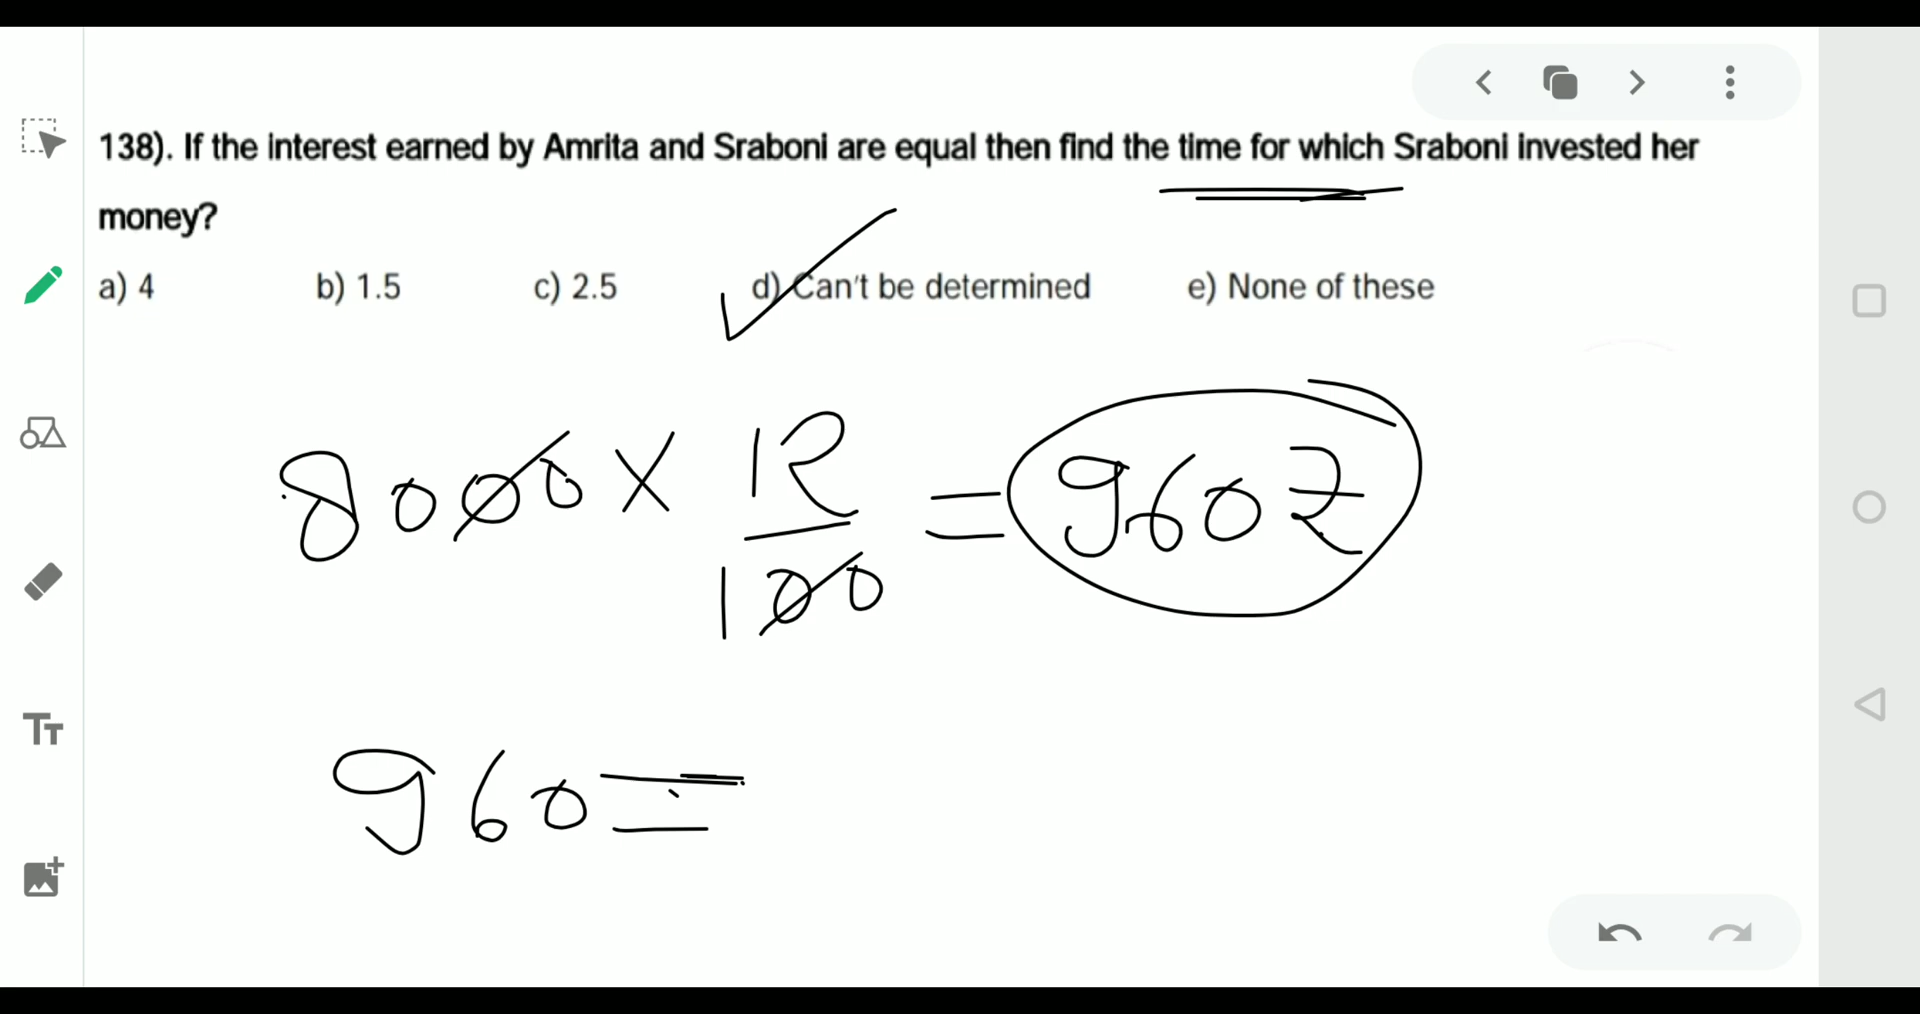 138). If the interest earned by Amrita and Sraboni are equal then find the time for which Sraboni invested her
money?
a) 4 b) 1.5 c) 2.5 d) Can't be determined e) None of these
8000 × 12/100 = 960₹
960 =
TT